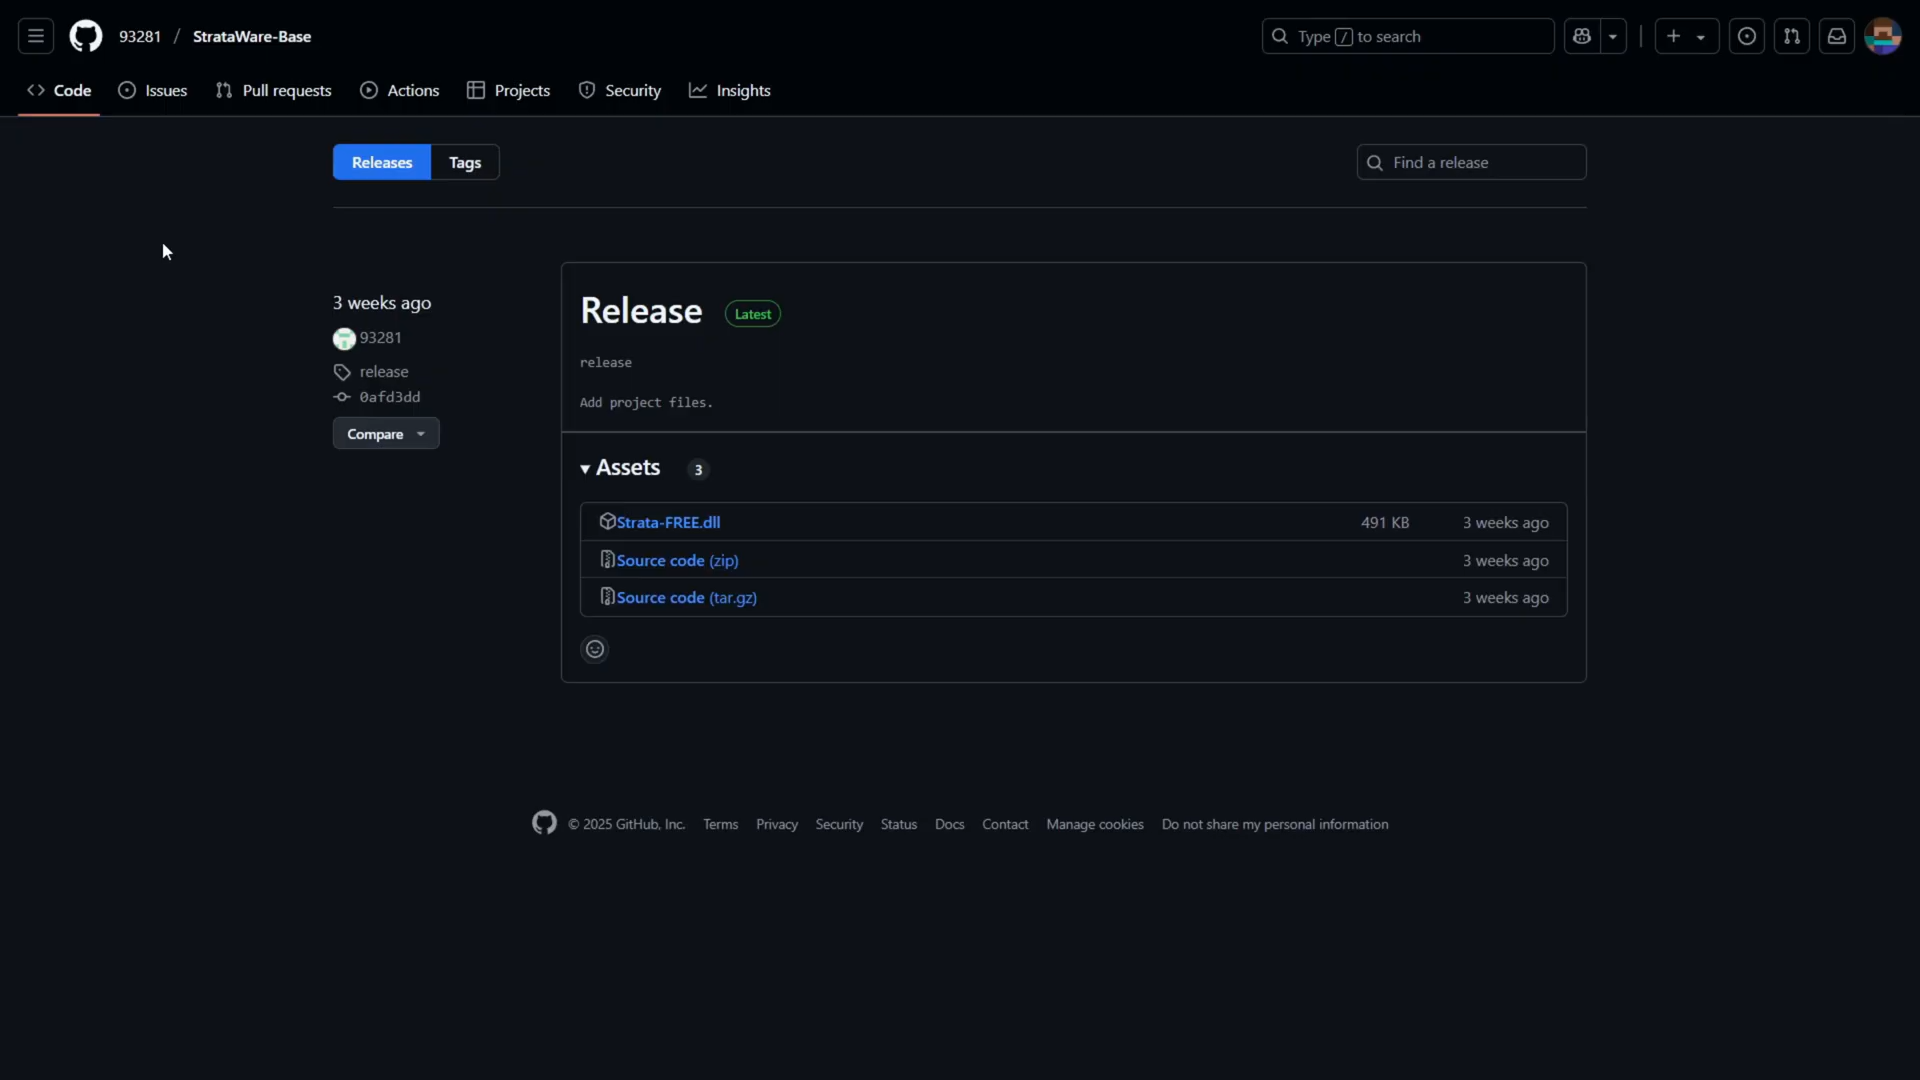 93281 / StrataWare-Base
Type / to search
Code Issues Pull requests Actions Projects Security Insights
Releases Tags
Find a release
3 weeks ago
93281
release
0afd3dd
Compare
Release Latest
release
Add project files.
Assets 3
Strata-FREE.dll 491 KB 3 weeks ago
Source code (zip) 3 weeks ago
Source code (tar.gz) 3 weeks ago
© 2025 GitHub, Inc. Terms Privacy Security Status Docs Contact Manage cookies Do not share my personal information